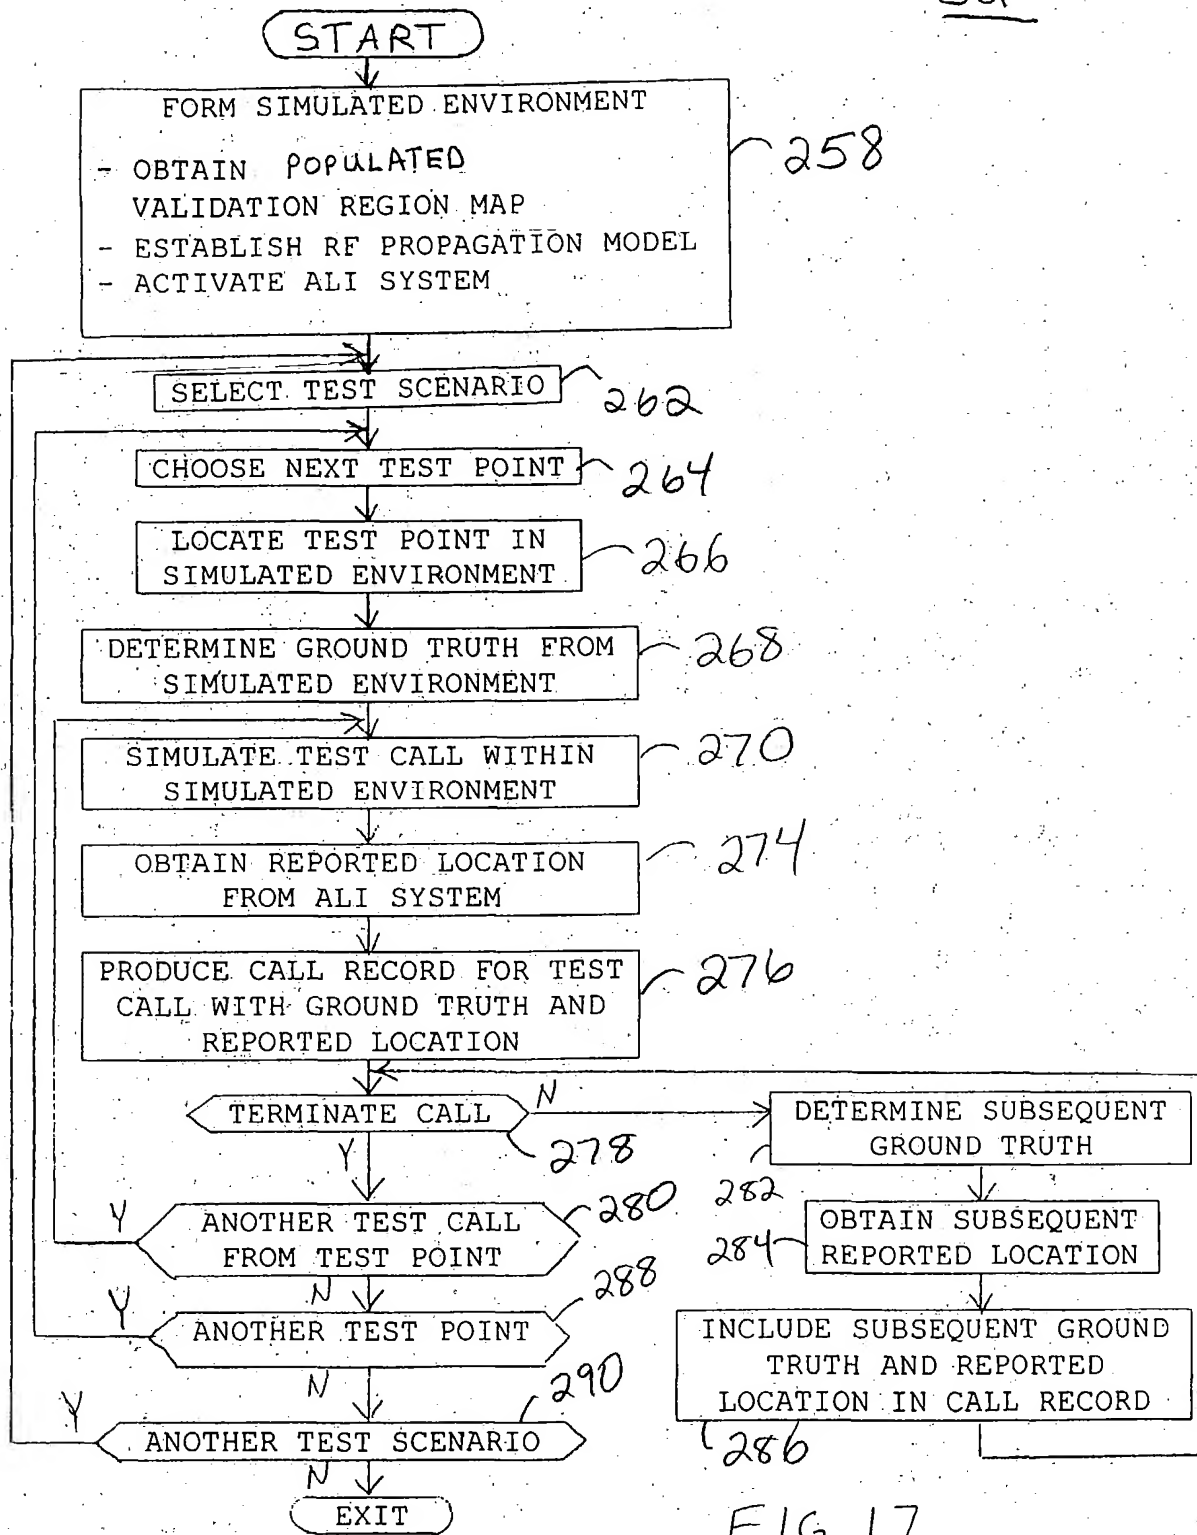 START
FORM SIMULATED ENVIRONMENT
258
- OBTAIN POPULATED
VALIDATION REGION MAP
- ESTABLISH RF PROPAGATION MODEL
- ACTIVATE ALI SYSTEM
SELECT TEST SCENARIO
262
CHOOSE NEXT TEST POINT
264
LOCATE TEST POINT IN
SIMULATED ENVIRONMENT
266
DETERMINE GROUND TRUTH FROM
SIMULATED ENVIRONMENT
268
SIMULATE TEST CALL WITHIN
SIMULATED ENVIRONMENT
270
OBTAIN REPORTED LOCATION
FROM ALI SYSTEM
274
PRODUCE CALL RECORD FOR TEST
CALL WITH GROUND TRUTH AND
REPORTED LOCATION
276
TERMINATE CALL
N
278
Y
DETERMINE SUBSEQUENT
GROUND TRUTH
282
ANOTHER TEST CALL
FROM TEST POINT
280
Y
N
OBTAIN SUBSEQUENT
REPORTED LOCATION
284
ANOTHER TEST POINT
288
Y
N
INCLUDE SUBSEQUENT GROUND
TRUTH AND REPORTED
LOCATION IN CALL RECORD
286
ANOTHER TEST SCENARIO
290
Y
N
EXIT
FIG. 17